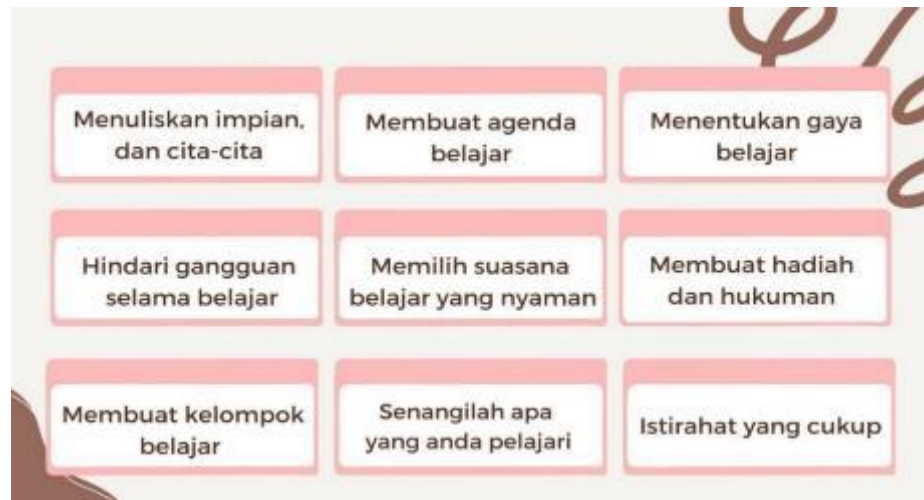 Menuliskan impian,
dan cita-cita
Membuat agenda
belajar
Menentukan gaya
belajar
Hindari gangguan
selama belajar
Memilih suasana
belajar yang nyaman
Membuat hadiah
dan hukuman
Membuat kelompok
belajar
Senangilah apa
yang anda pelajari
Istirahat yang cukup